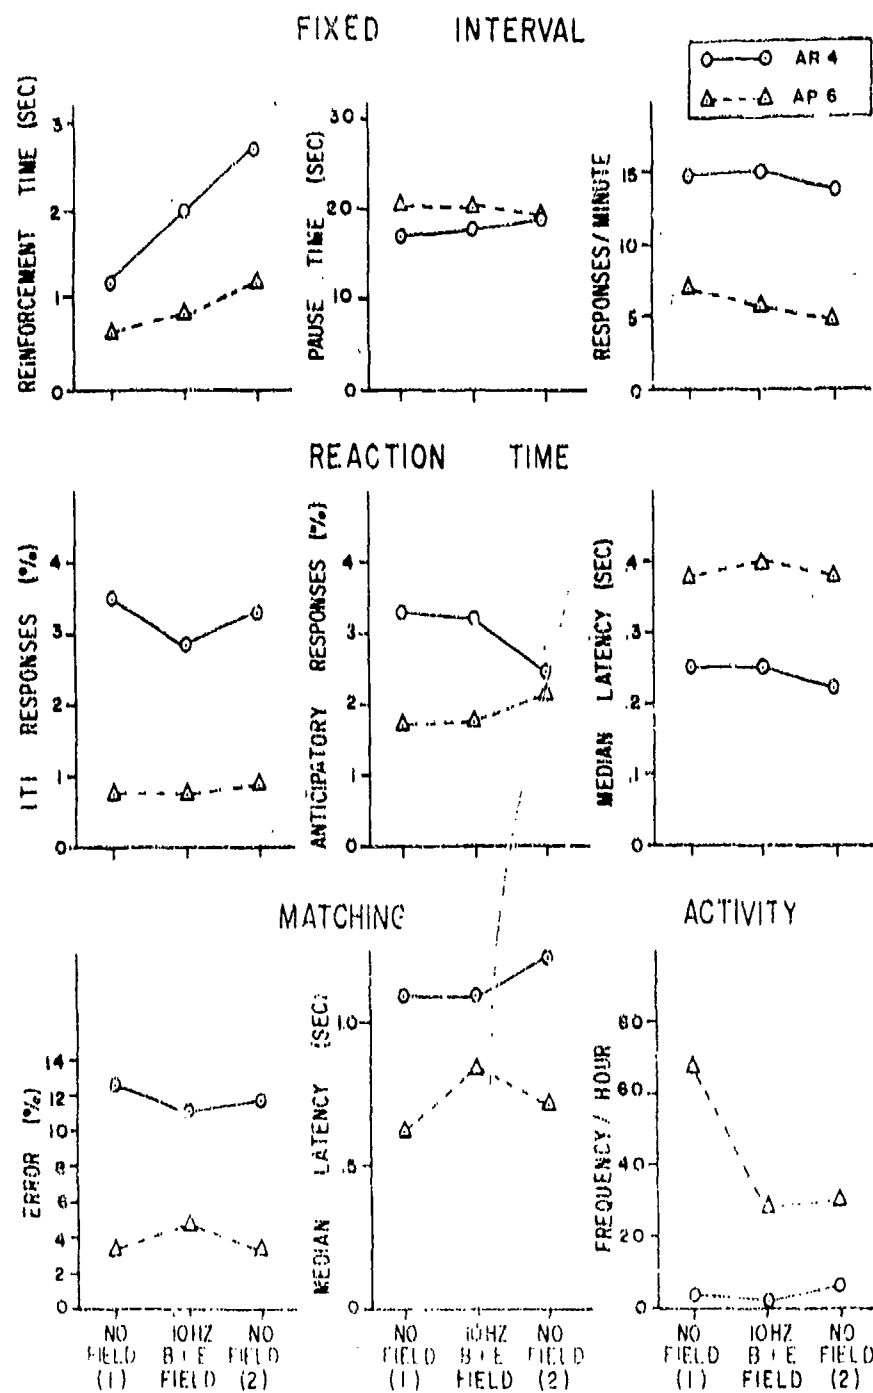 FIXED INTERVAL
AR 4
AP 6
REINFORCEMENT TIME (SEC)
3
2
1
0
PAUSE TIME (SEC)
30
20
10
0
RESPONSES/MINUTE
15
10
5
0
REACTION TIME
ITI RESPONSES (%)
4
3
2
1
0
ANTICIPATORY RESPONSES (%)
4
3
2
1
0
MEDIAN LATENCY (SEC)
.4
.3
.2
.1
0
MATCHING
ACTIVITY
ERROR (%)
14
12
10
8
6
4
2
0
MEDIAN LATENCY (SEC)
1.0
.5
0
FREQUENCY/HOUR
80
60
40
20
0
NO FIELD (1)
10HZ B+E FIELD
NO FIELD (2)
NO FIELD (1)
10HZ B+E FIELD
NO FIELD (2)
NO FIELD (1)
10HZ B+E FIELD
NO FIELD (2)